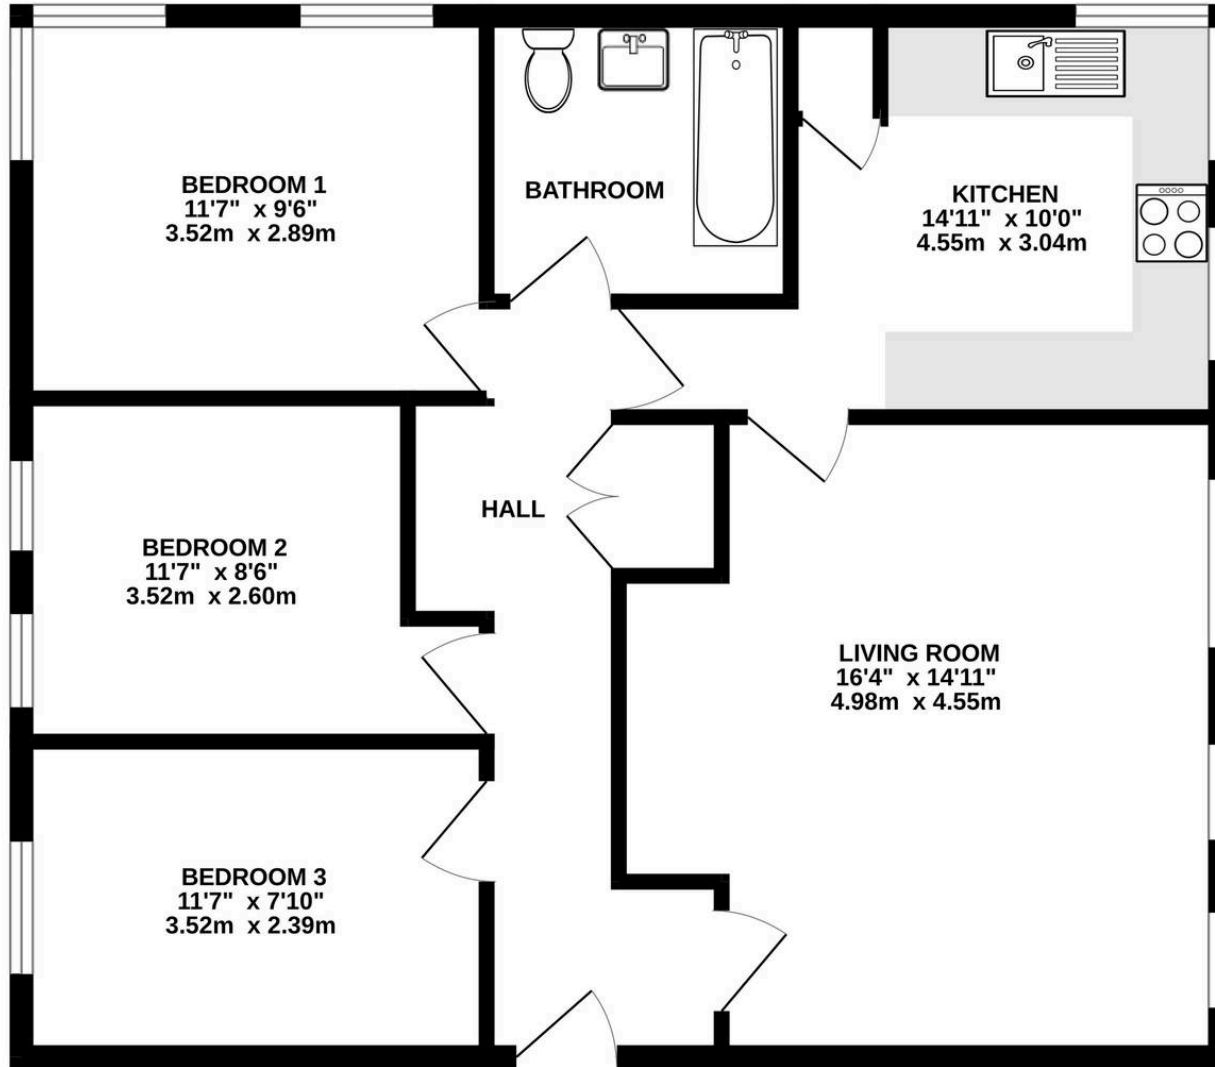 BEDROOM 1
11'7" x 9'6"
3.52m x 2.89m
BATHROOM
KITCHEN
14'11" x 10'0"
4.55m x 3.04m
HALL
BEDROOM 2
11'7" x 8'6"
3.52m x 2.60m
LIVING ROOM
16'4" x 14'11"
4.98m x 4.55m
BEDROOM 3
11'7" x 7'10"
3.52m x 2.39m